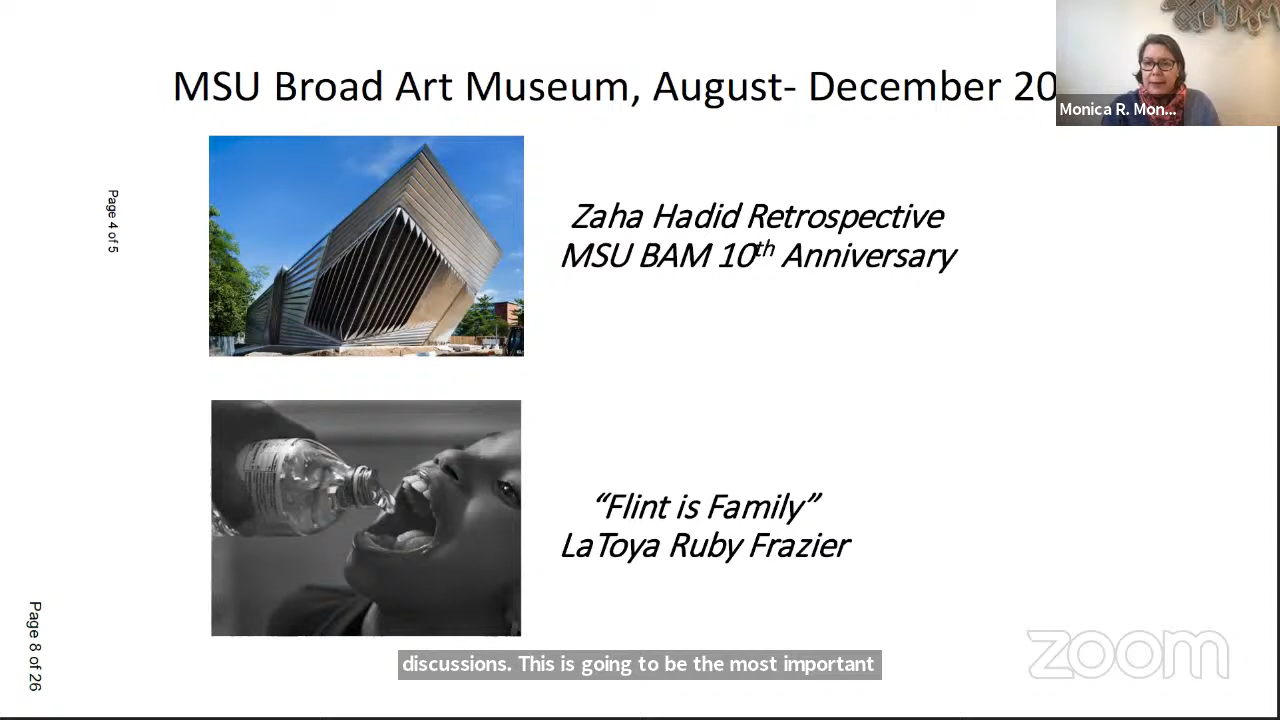 MSU Broad Art Museum, August- December 20
Monica R. Mon...
Page 4 of 5
Zaha Hadid Retrospective
MSU BAM 10th Anniversary
“Flint is Family”
LaToya Ruby Frazier
Page 8 of 26
discussions. This is going to be the most important
zoom